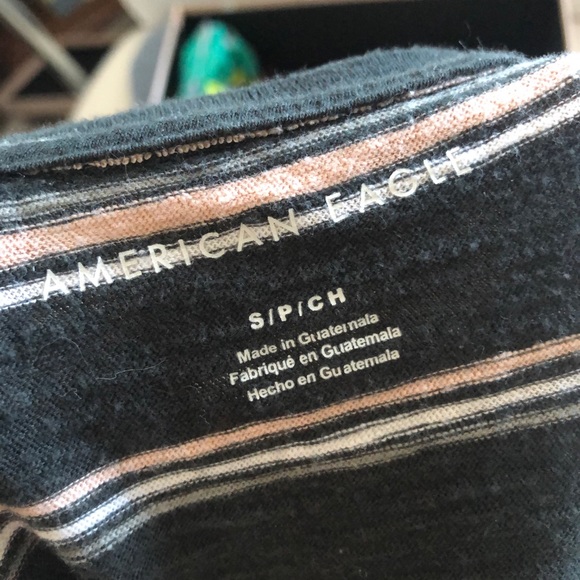 AMERICAN EAGLE
S/P/CH
Made in Guatemala
Fabriqué en Guatemala
Hecho en Guatemala